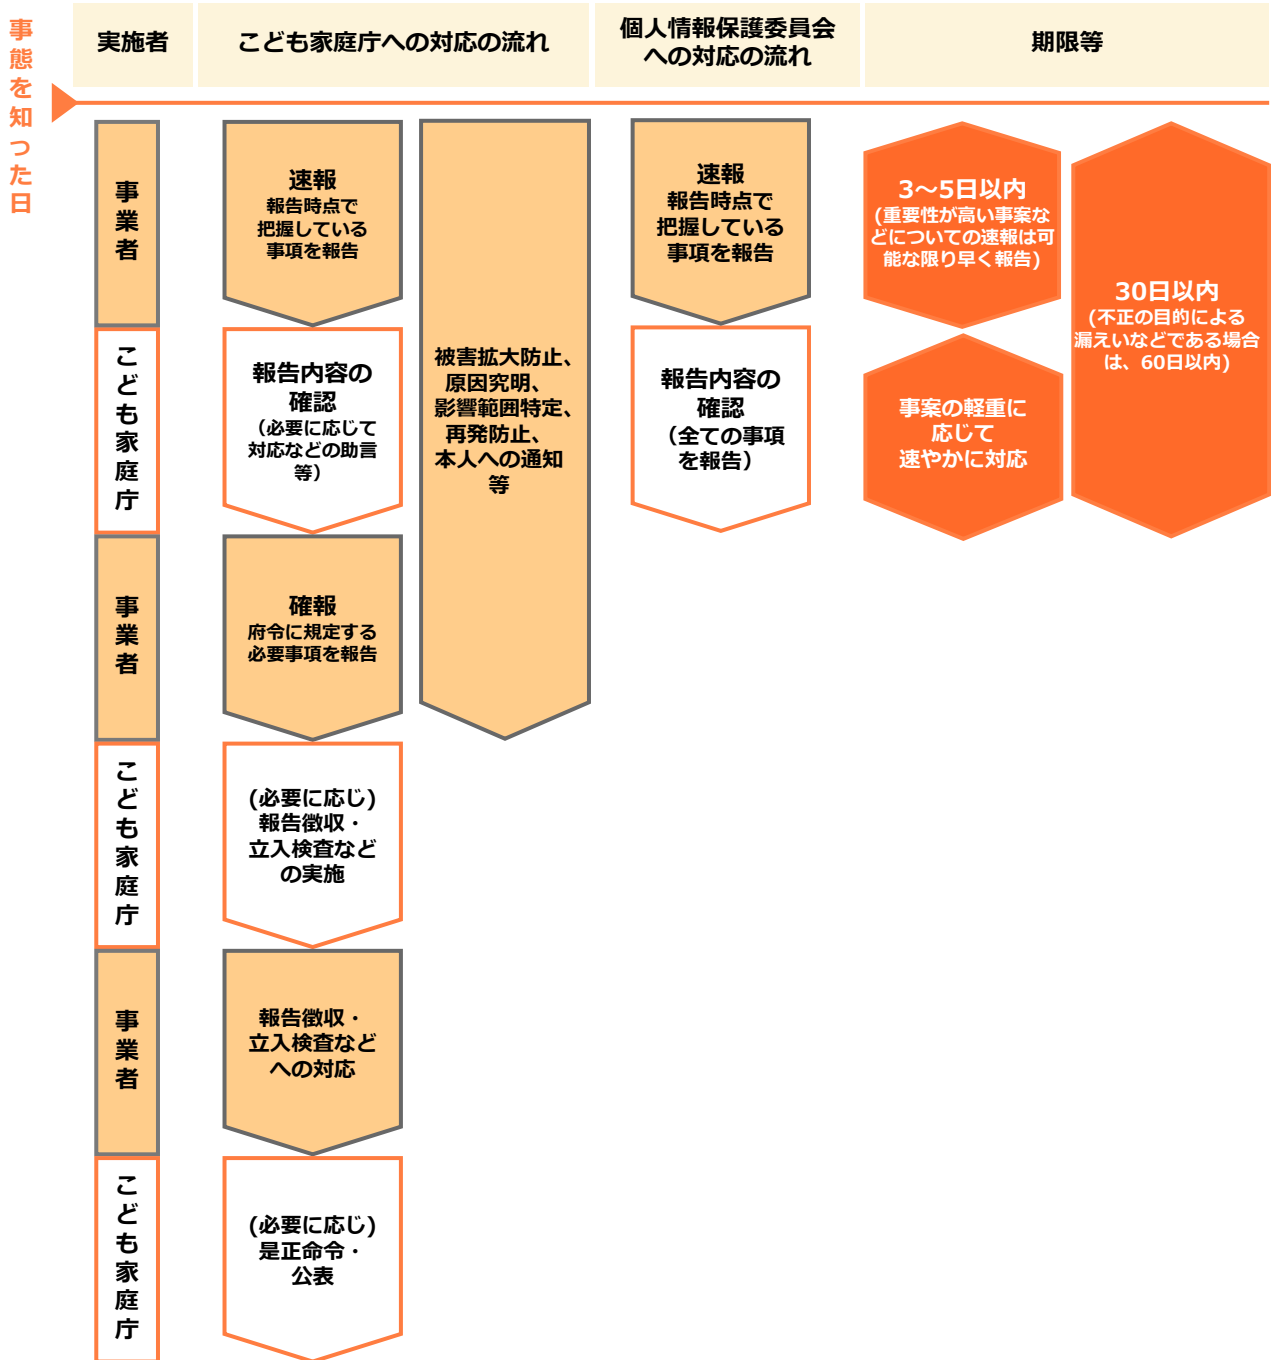 事態を知った日
実施者
こども家庭庁への対応の流れ
個人情報保護委員会
への対応の流れ
期限等
事業者
速報
報告時点で
把握している
事項を報告
被害拡大防止、
原因究明、
影響範囲特定、
再発防止、
本人への通知
等
速報
報告時点で
把握している
事項を報告
3～5日以内
(重要性が高い事案な
どについての速報は可
能な限り早く報告)
30日以内
(不正の目的による
漏えいなどである場合
は、60日以内)
こども家庭庁
報告内容の
確認
（必要に応じて
対応などの助言
等）
報告内容の
確認
（全ての事項
を報告）
事案の軽重に
応じて
速やかに対応
事業者
確報
府令に規定する
必要事項を報告
こども家庭庁
(必要に応じ)
報告徴収・
立入検査など
の実施
事業者
報告徴収・
立入検査など
への対応
こども家庭庁
(必要に応じ)
是正命令・
公表